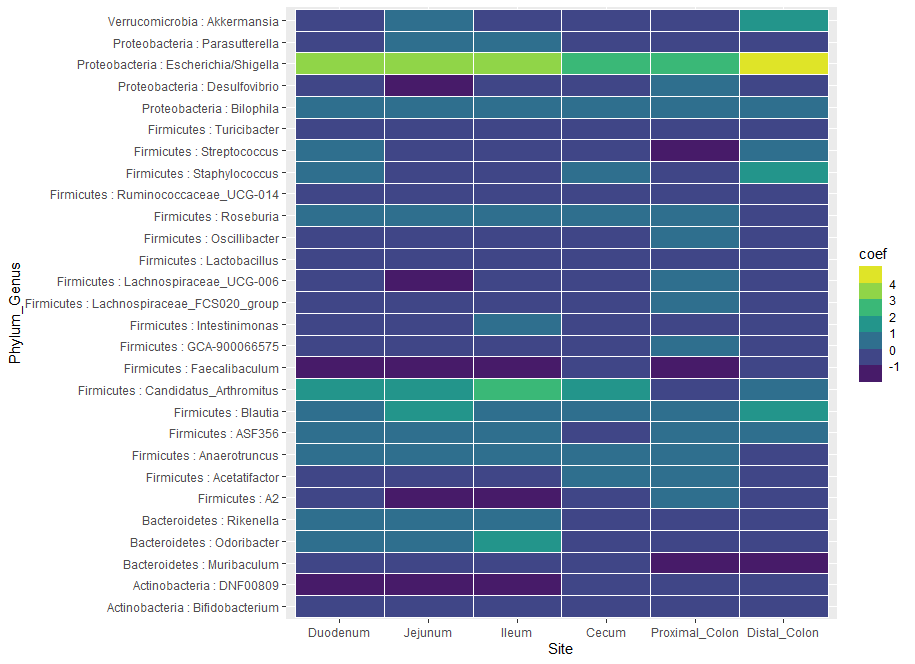 Phylum_Genus
Verrucomicrobia : Akkermansia
Proteobacteria : Parasutterella
Proteobacteria : Escherichia/Shigella
Proteobacteria : Desulfovibrio
Proteobacteria : Bilophila
Firmicutes : Turicibacter
Firmicutes : Streptococcus
Firmicutes : Staphylococcus
Firmicutes : Ruminococcaceae_UCG-014
Firmicutes : Roseburia
Firmicutes : Oscillibacter
Firmicutes : Lactobacillus
Firmicutes : Lachnospiraceae_UCG-006
Firmicutes : Lachnospiraceae_FCS020_group
Firmicutes : Intestinimonas
Firmicutes : GCA-900066575
Firmicutes : Faecalibaculum
Firmicutes : Candidatus_Arthromitus
Firmicutes : Blautia
Firmicutes : ASF356
Firmicutes : Anaerotruncus
Firmicutes : Acetatifactor
Firmicutes : A2
Bacteroidetes : Rikenella
Bacteroidetes : Odoribacter
Bacteroidetes : Muribaculum
Actinobacteria : DNF00809
Actinobacteria : Bifidobacterium
Duodenum Jejunum Ileum Cecum Proximal_Colon Distal_Colon
Site
coef
4
3
2
1
0
-1